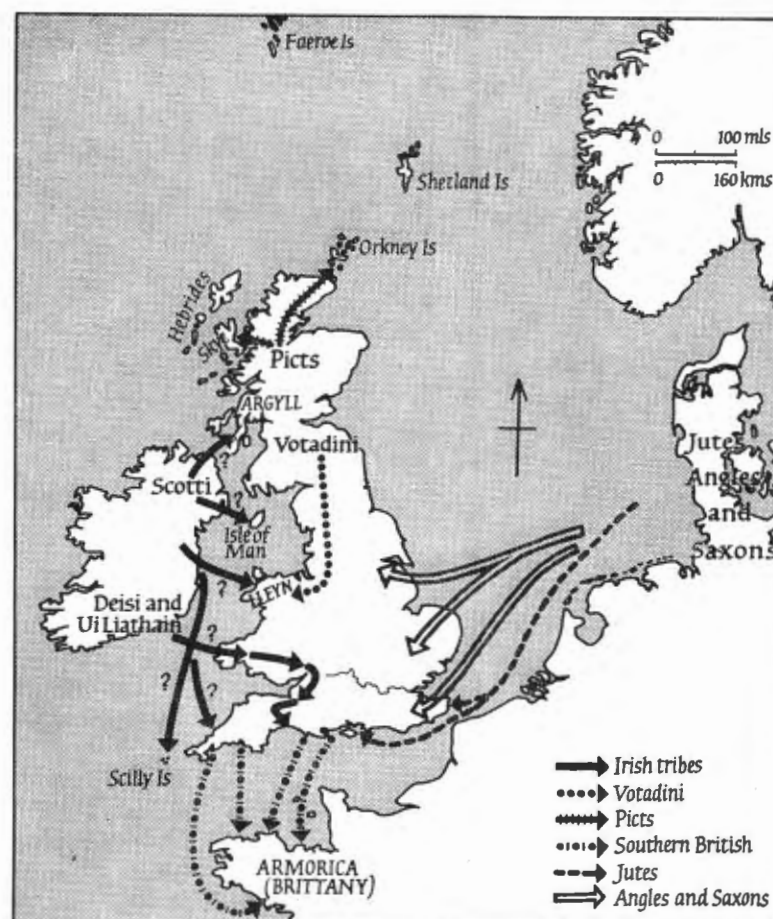 Faeroe Is
0 100 mls
0 160 kms
Shetland Is
Orkney Is
Hebrides
Skye
Picts
ARGYLL
Votadini
?
Scotti
?
Isle of
Man
Jutes
Angles
and
Saxons
LLEYN
?
Deisi and
Ui Liathain
?
?
?
Scilly Is
ARMORICA
(BRITTANY)
Irish tribes
Votadini
Picts
Southern British
Jutes
Angles and Saxons